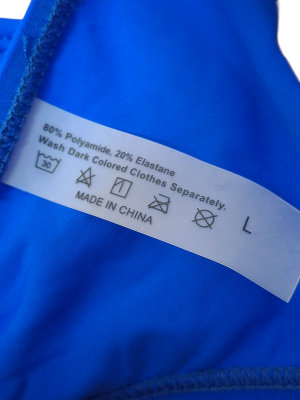 80% Polyamide, 20% Elastane
Wash Dark Colored Clothes Separately.
30
L
MADE IN CHINA